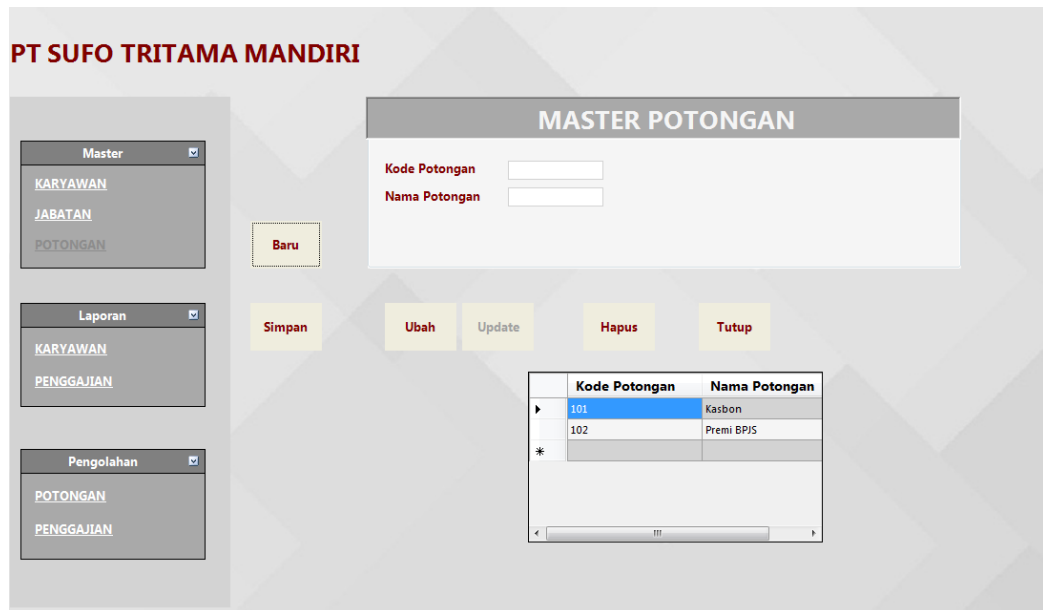 PT SUFO TRITAMA MANDIRI
Master
KARYAWAN
JABATAN
POTONGAN
Laporan
KARYAWAN
PENGGAJIAN
Pengolahan
POTONGAN
PENGGAJIAN
MASTER POTONGAN
Kode Potongan
Nama Potongan
Baru
Simpan Ubah Update Hapus Tutup
Kode Potongan Nama Potongan
101 Kasbon
102 Premi BPJS